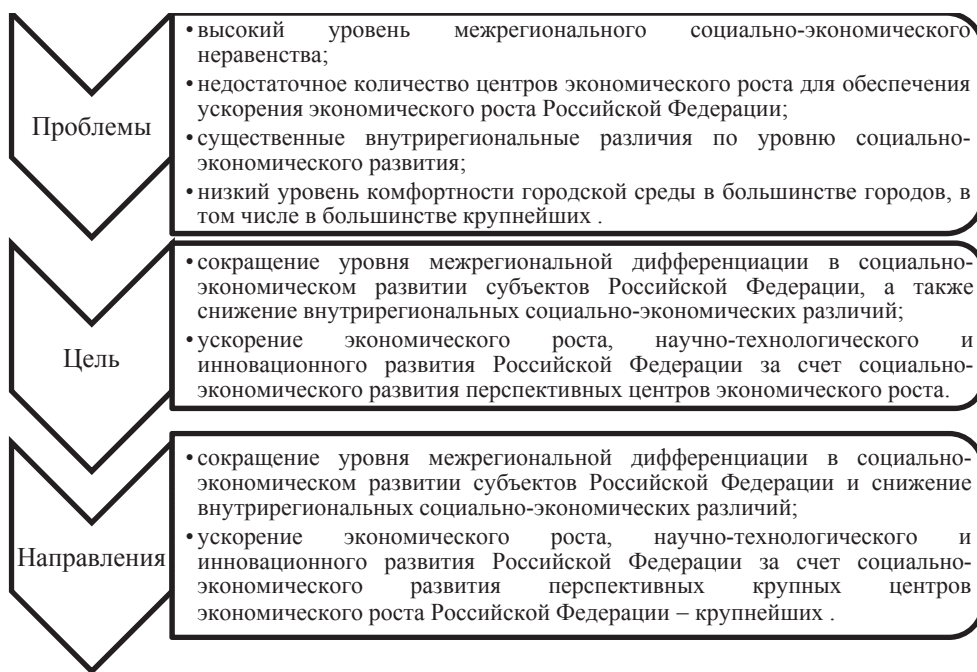 Проблемы
• высокий уровень межрегионального социально-экономического
неравенства;
• недостаточное количество центров экономического роста для обеспечения
ускорения экономического роста Российской Федерации;
• существенные внутрирегиональные различия по уровню социально-
экономического развития;
• низкий уровень комфортности городской среды в большинстве городов, в
том числе в большинстве крупнейших .
Цель
• сокращение уровня межрегиональной дифференциации в социально-
экономическом развитии субъектов Российской Федерации, а также
снижение внутрирегиональных социально-экономических различий;
• ускорение экономического роста, научно-технологического и
инновационного развития Российской Федерации за счет социально-
экономического развития перспективных центров экономического роста.
Направления
• сокращение уровня межрегиональной дифференциации в социально-
экономическом развитии субъектов Российской Федерации и снижение
внутрирегиональных социально-экономических различий;
• ускорение экономического роста, научно-технологического и
инновационного развития Российской Федерации за счет социально-
экономического развития перспективных крупных центров
экономического роста Российской Федерации – крупнейших .